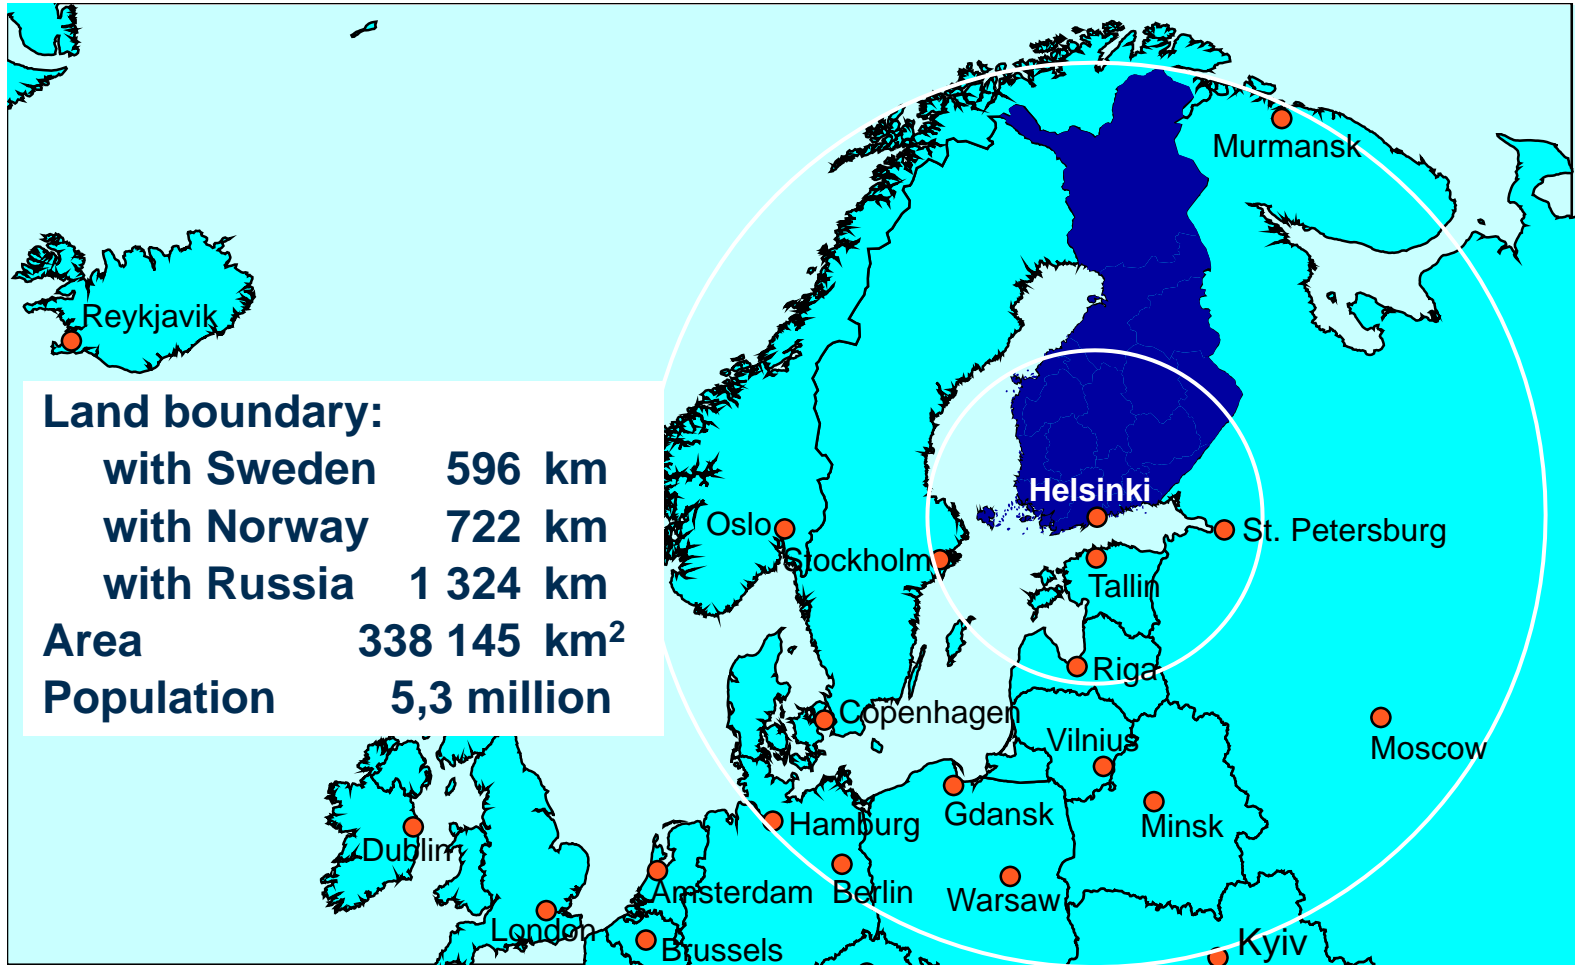 Murmansk
Reykjavik
Land boundary:
with Sweden 596 km
with Norway 722 km
with Russia 1 324 km
Area 338 145 km²
Population 5,3 million
Helsinki
Oslo
St. Petersburg
Stockholm
Tallin
Riga
Copenhagen
Vilnius
Moscow
Gdansk
Minsk
Hamburg
Dublin
Amsterdam
Berlin
Warsaw
London
Brussels
Kyiv